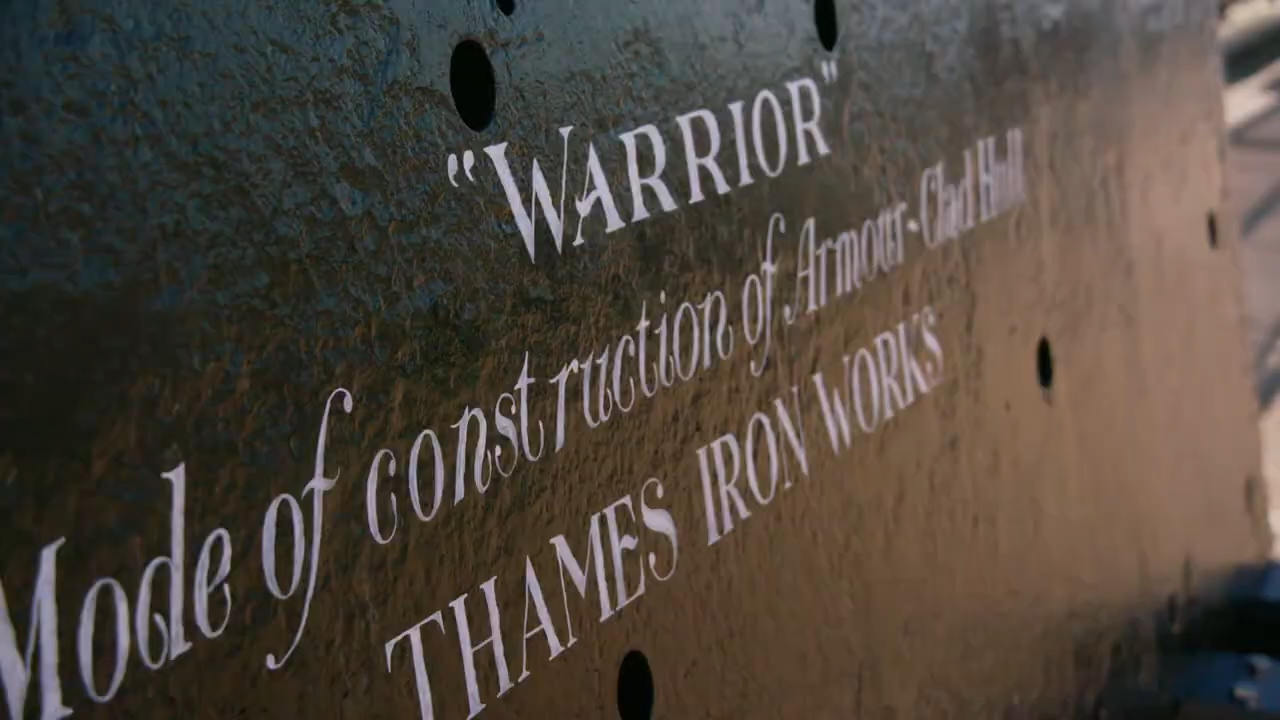 "WARRIOR"
Mode of construction of Armour-Clad Hull
THAMES IRON WORKS